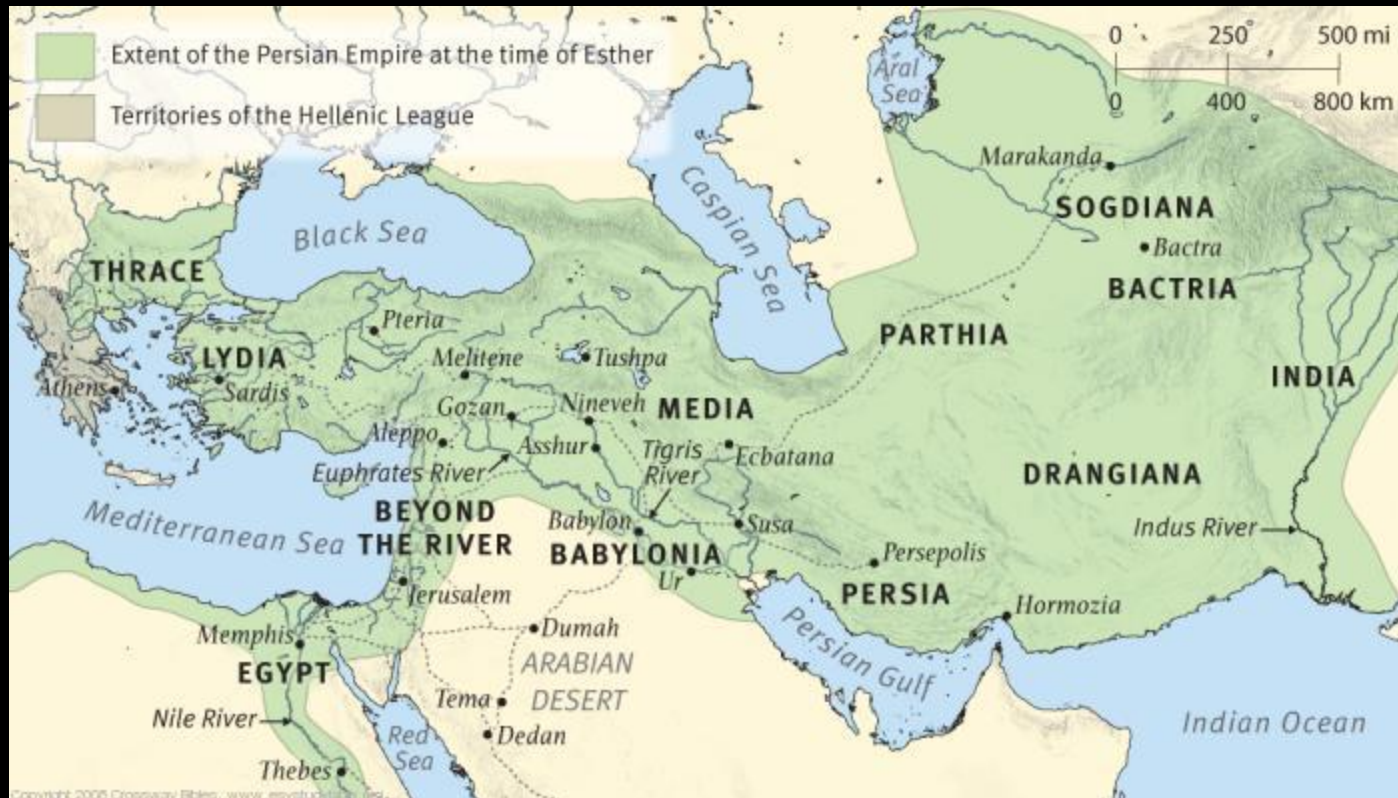 Extent of the Persian Empire at the time of Esther
Territories of the Hellenic League
0 250 500 mi
0 400 800 km
Aral
Sea
Marakanda
SOGDIANA
Bactra
BACTRIA
Caspian Sea
Black Sea
THRACE
Pteria
PARTHIA
LYDIA
Sardis
Athens
Melitene
Tushpa
INDIA
Gozan
Nineveh
MEDIA
Aleppo
Asshur
Tigris
River
Ecbatana
Euphrates River
DRANGIANA
Mediterranean Sea
BEYOND
THE RIVER
Babylon
BABYLONIA
Susa
Indus River
Ur
Persepolis
PERSIA
Jerusalem
Hormozia
Memphis
EGYPT
Dumah
ARABIAN
DESERT
Persian Gulf
Tema
Nile River
Dedan
Red
Sea
Indian Ocean
Thebes
Copyright 2008 Crossway Bibles